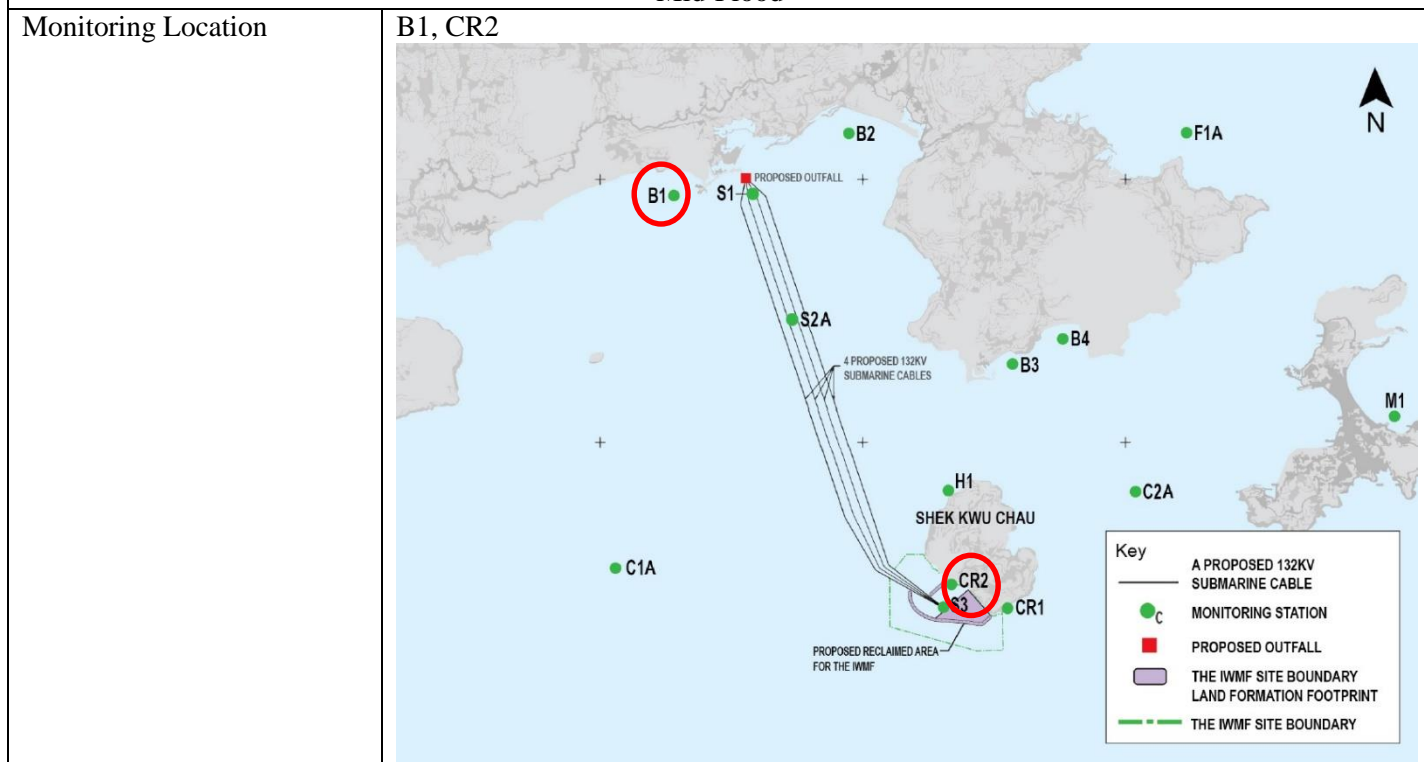 Mid-Flood
Monitoring Location
B1, CR2
N
B2
F1A
PROPOSED OUTFALL
B1
S1
S2A
B4
B3
4 PROPOSED 132KV
SUBMARINE CABLES
M1
H1
C2A
SHEK KWU CHAU
C1A
CR2
S3
CR1
PROPOSED RECLAIMED AREA
FOR THE IWMF
Key
A PROPOSED 132KV
SUBMARINE CABLE
C MONITORING STATION
PROPOSED OUTFALL
THE IWMF SITE BOUNDARY
LAND FORMATION FOOTPRINT
THE IWMF SITE BOUNDARY